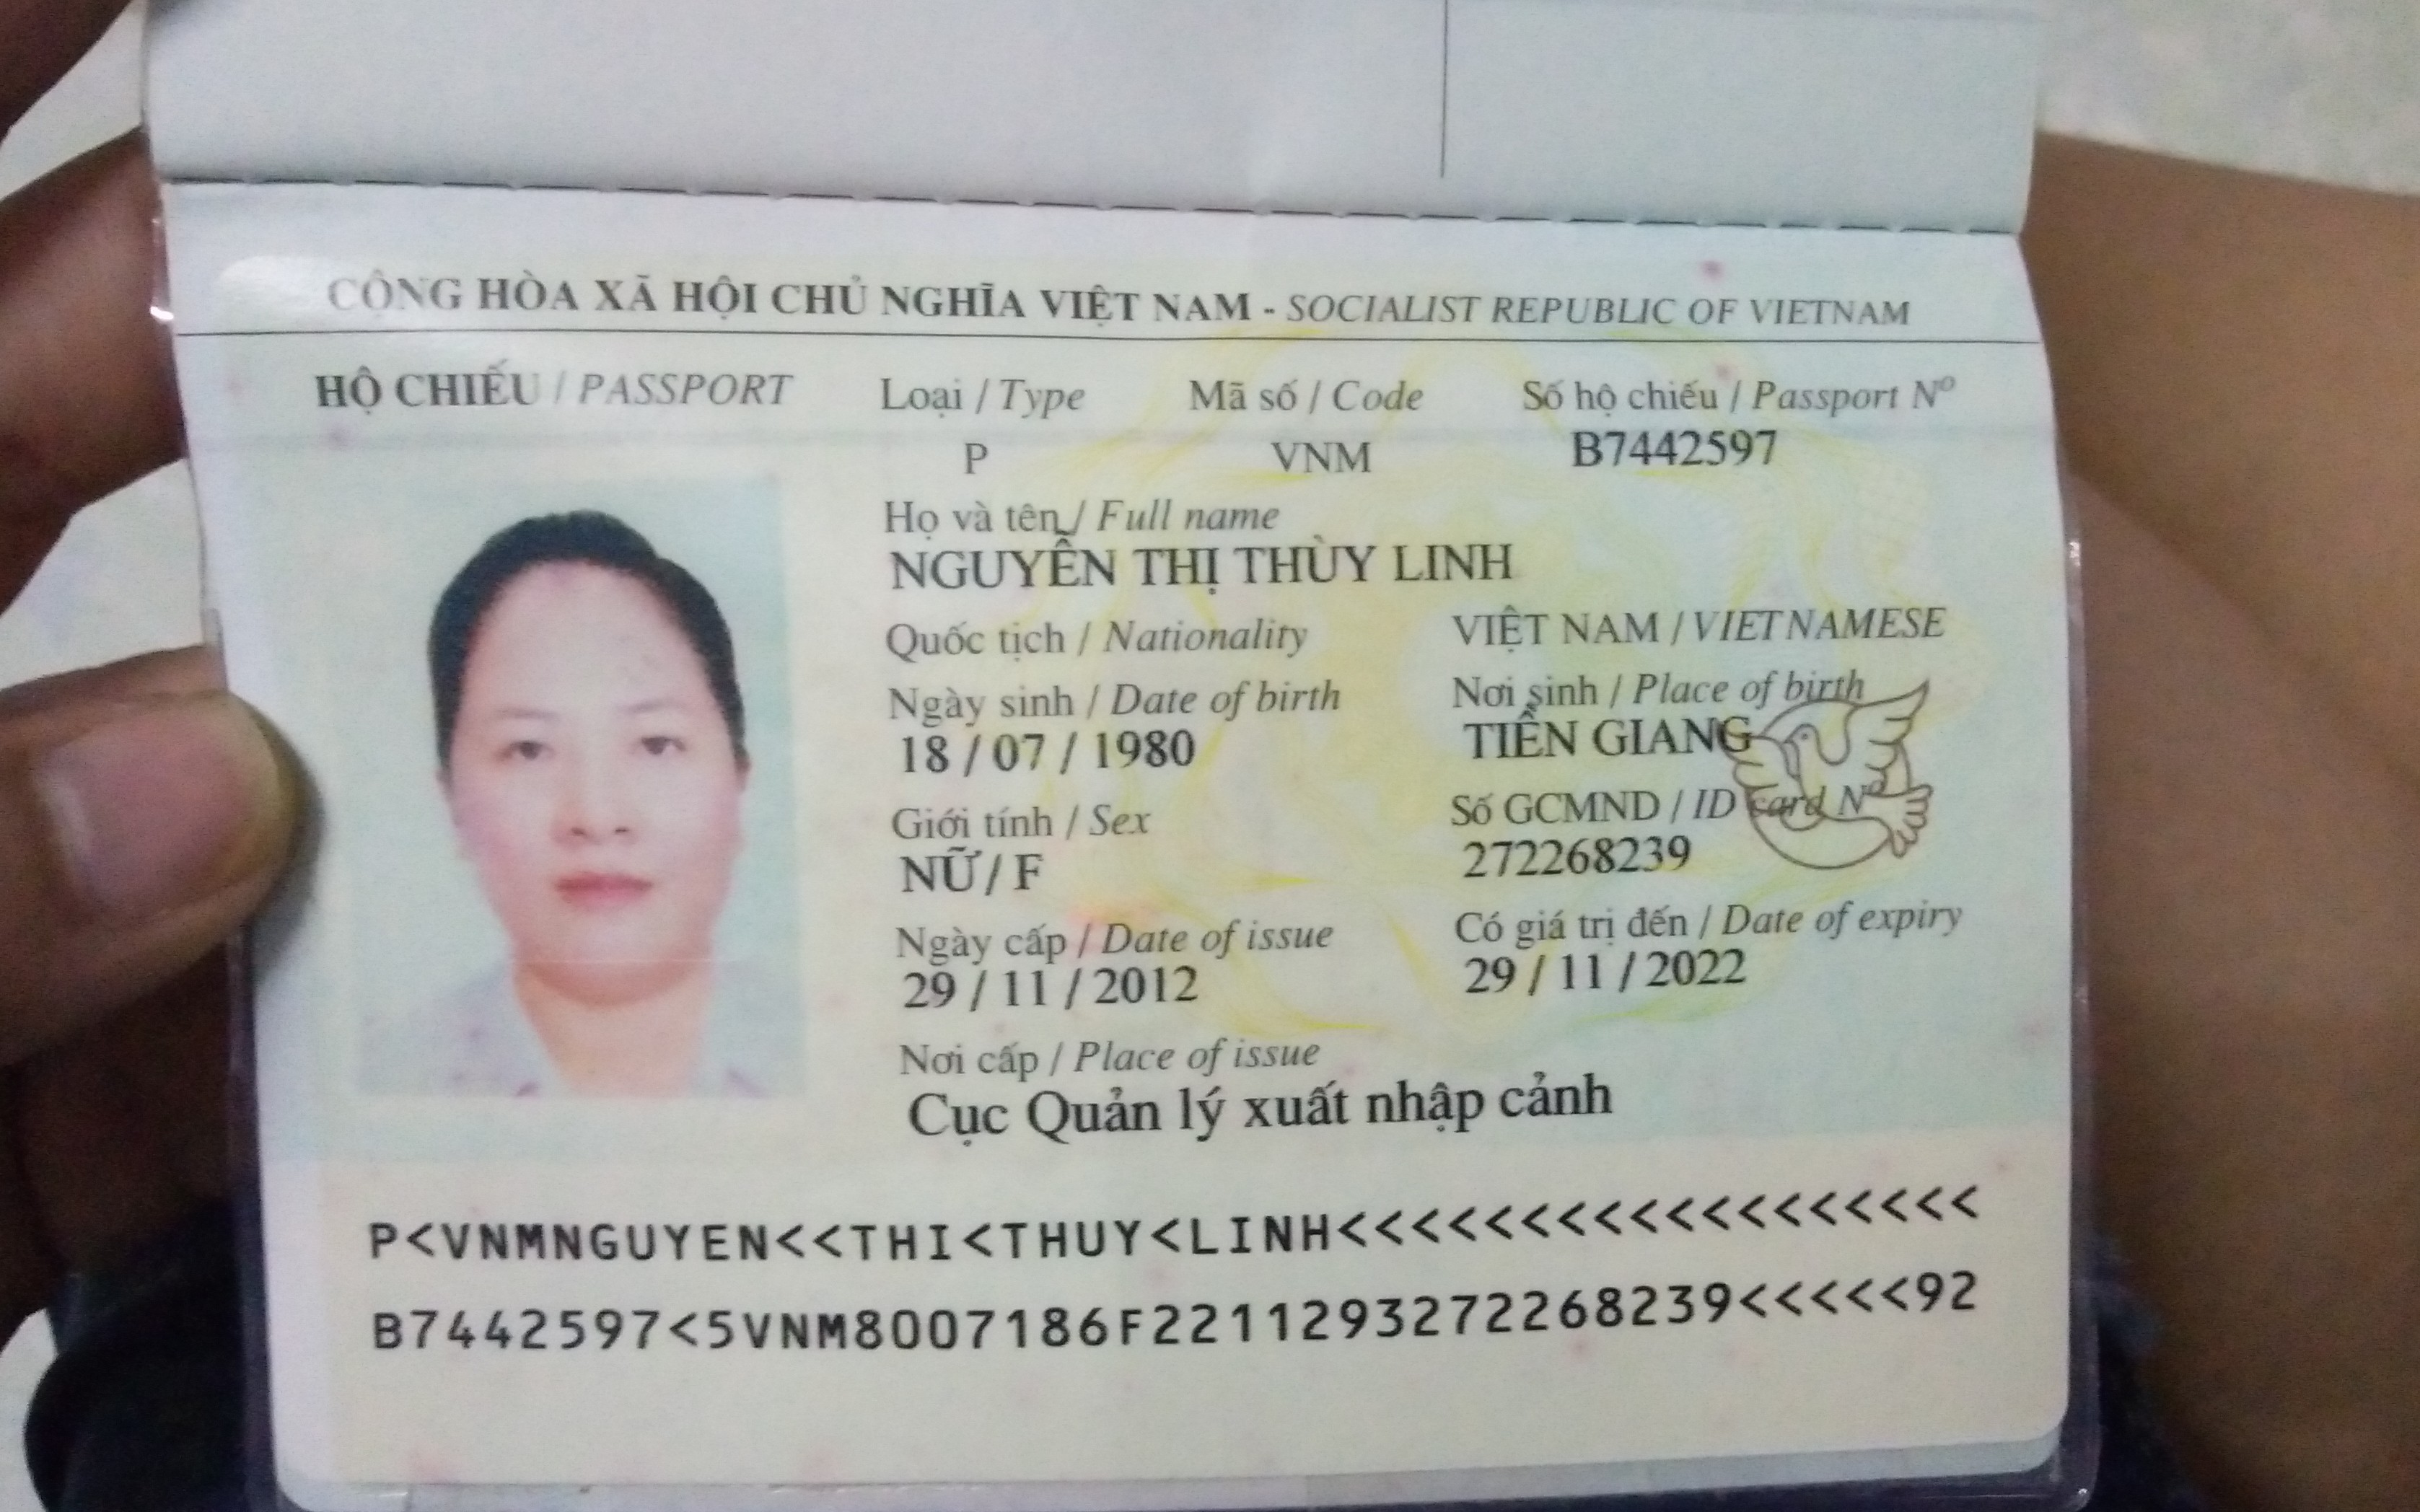 CỘNG HÒA XÃ HỘI CHỦ NGHĨA VIỆT NAM - SOCIALIST REPUBLIC OF VIETNAM
HỘ CHIẾU / PASSPORT Loại / Type Mã số / Code Số hộ chiếu / Passport Nº
P VNM B7442597
Họ và tên / Full name
NGUYỄN THỊ THÙY LINH
Quốc tịch / Nationality VIỆT NAM / VIETNAMESE
Ngày sinh / Date of birth Nơi sinh / Place of birth
18 / 07 / 1980 TIỀN GIANG
Giới tính / Sex Số GCMND / ID card Nº
NỮ / F 272268239
Ngày cấp / Date of issue Có giá trị đến / Date of expiry
29 / 11 / 2012 29 / 11 / 2022
Nơi cấp / Place of issue
Cục Quản lý xuất nhập cảnh
P<VNMNGUYEN<<THI<THUY<LINH<<<<<<<<<<<<<<<<<<
B7442597<5VNM8007186F2211293272268239<<<<<92